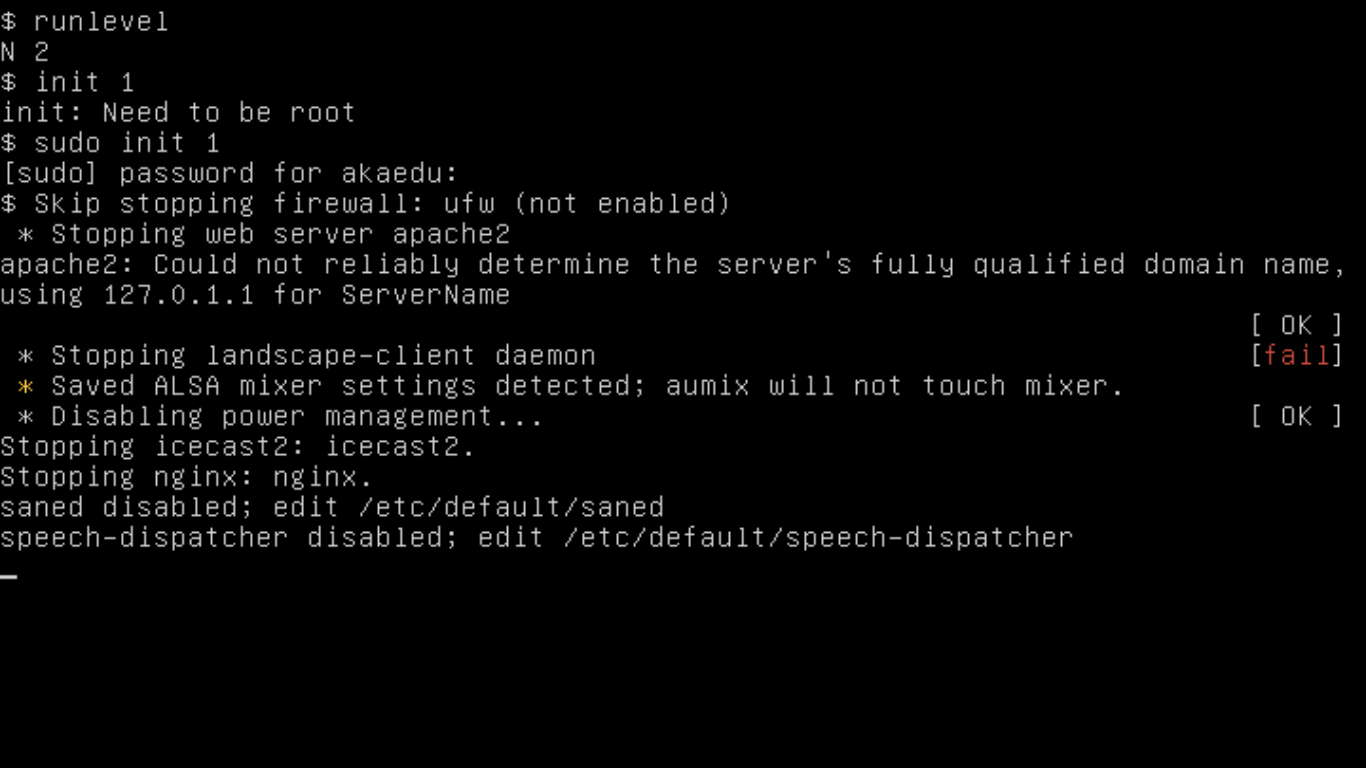 $ runlevel
N 2
$ init 1
init: Need to be root
$ sudo init 1
[sudo] password for akaedu:
$ Skip stopping firewall: ufw (not enabled)
* Stopping web server apache2
apache2: Could not reliably determine the server's fully qualified domain name,
using 127.0.1.1 for ServerName
[ OK ]
* Stopping landscape-client daemon [fail]
* Saved ALSA mixer settings detected; aumix will not touch mixer.
* Disabling power management... [ OK ]
Stopping icecast2: icecast2.
Stopping nginx: nginx.
saned disabled; edit /etc/default/saned
speech-dispatcher disabled; edit /etc/default/speech-dispatcher